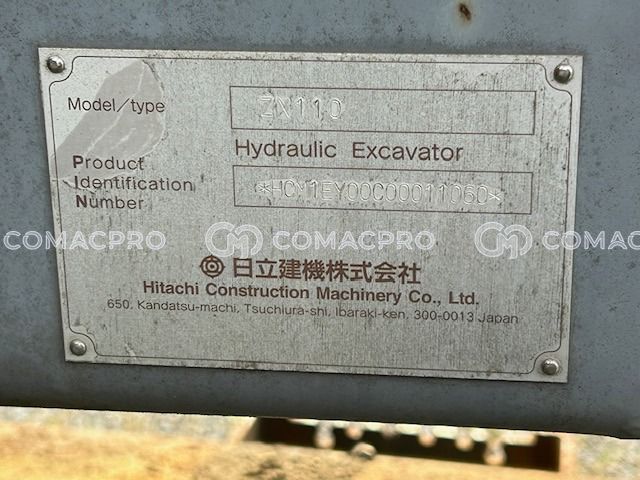 Model/type ZX110
Hydraulic Excavator
Product
Identification *HCM1EY00C00011060*
Number
COMACPRO COMACPRO COMACPRO
日立建機株式会社
Hitachi Construction Machinery Co., Ltd.
650, Kandatsu-machi, Tsuchiura-shi, Ibaraki-ken, 300-0013 Japan